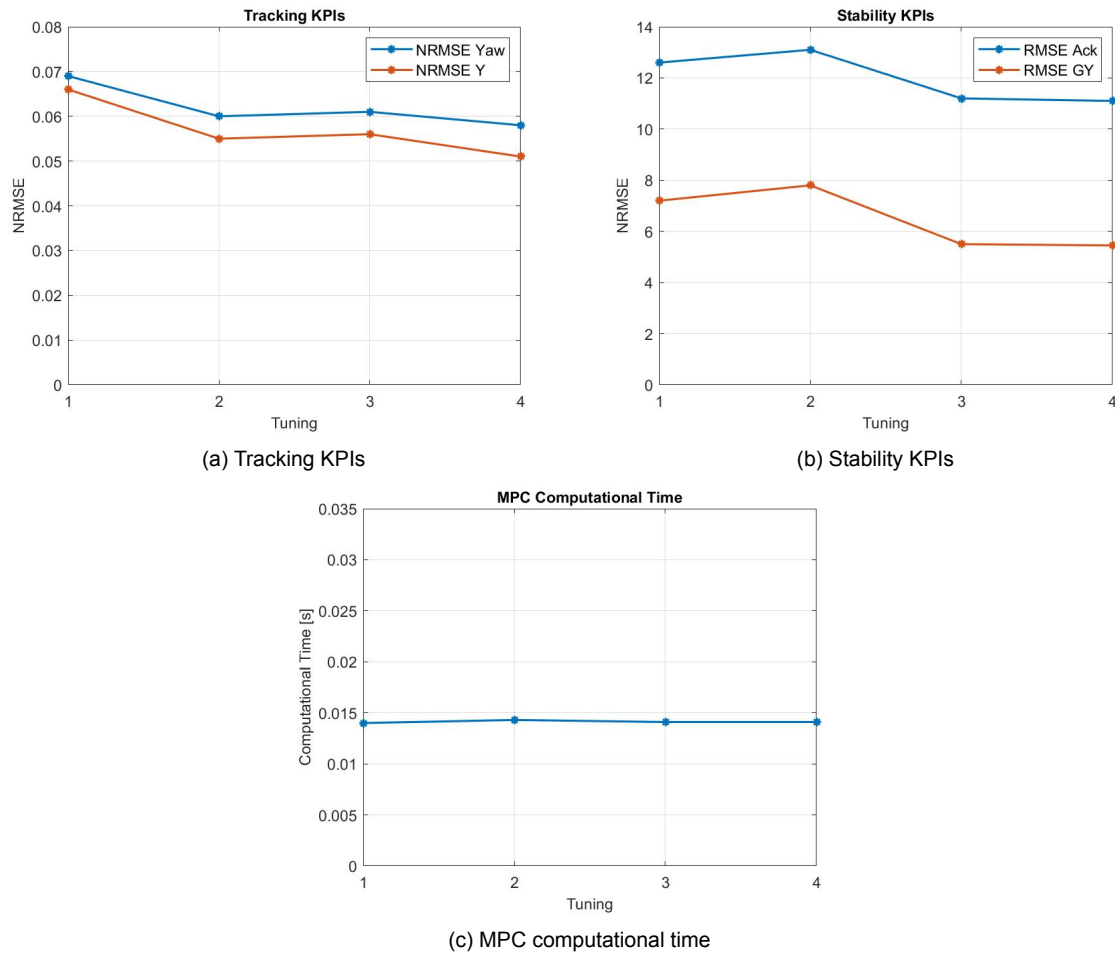 Tracking KPIs
0.08
0.07
0.06
0.05
0.04
0.03
0.02
0.01
0
NRMSE
NRMSE Yaw
NRMSE Y
1 2 3 4
Tuning
(a) Tracking KPIs
Stability KPIs
14
12
10
8
6
4
2
0
NRMSE
RMSE Ack
RMSE GY
1 2 3 4
Tuning
(b) Stability KPIs
MPC Computational Time
0.035
0.03
0.025
0.02
0.015
0.01
0.005
0
Computational Time [s]
1 2 3 4
Tuning
(c) MPC computational time